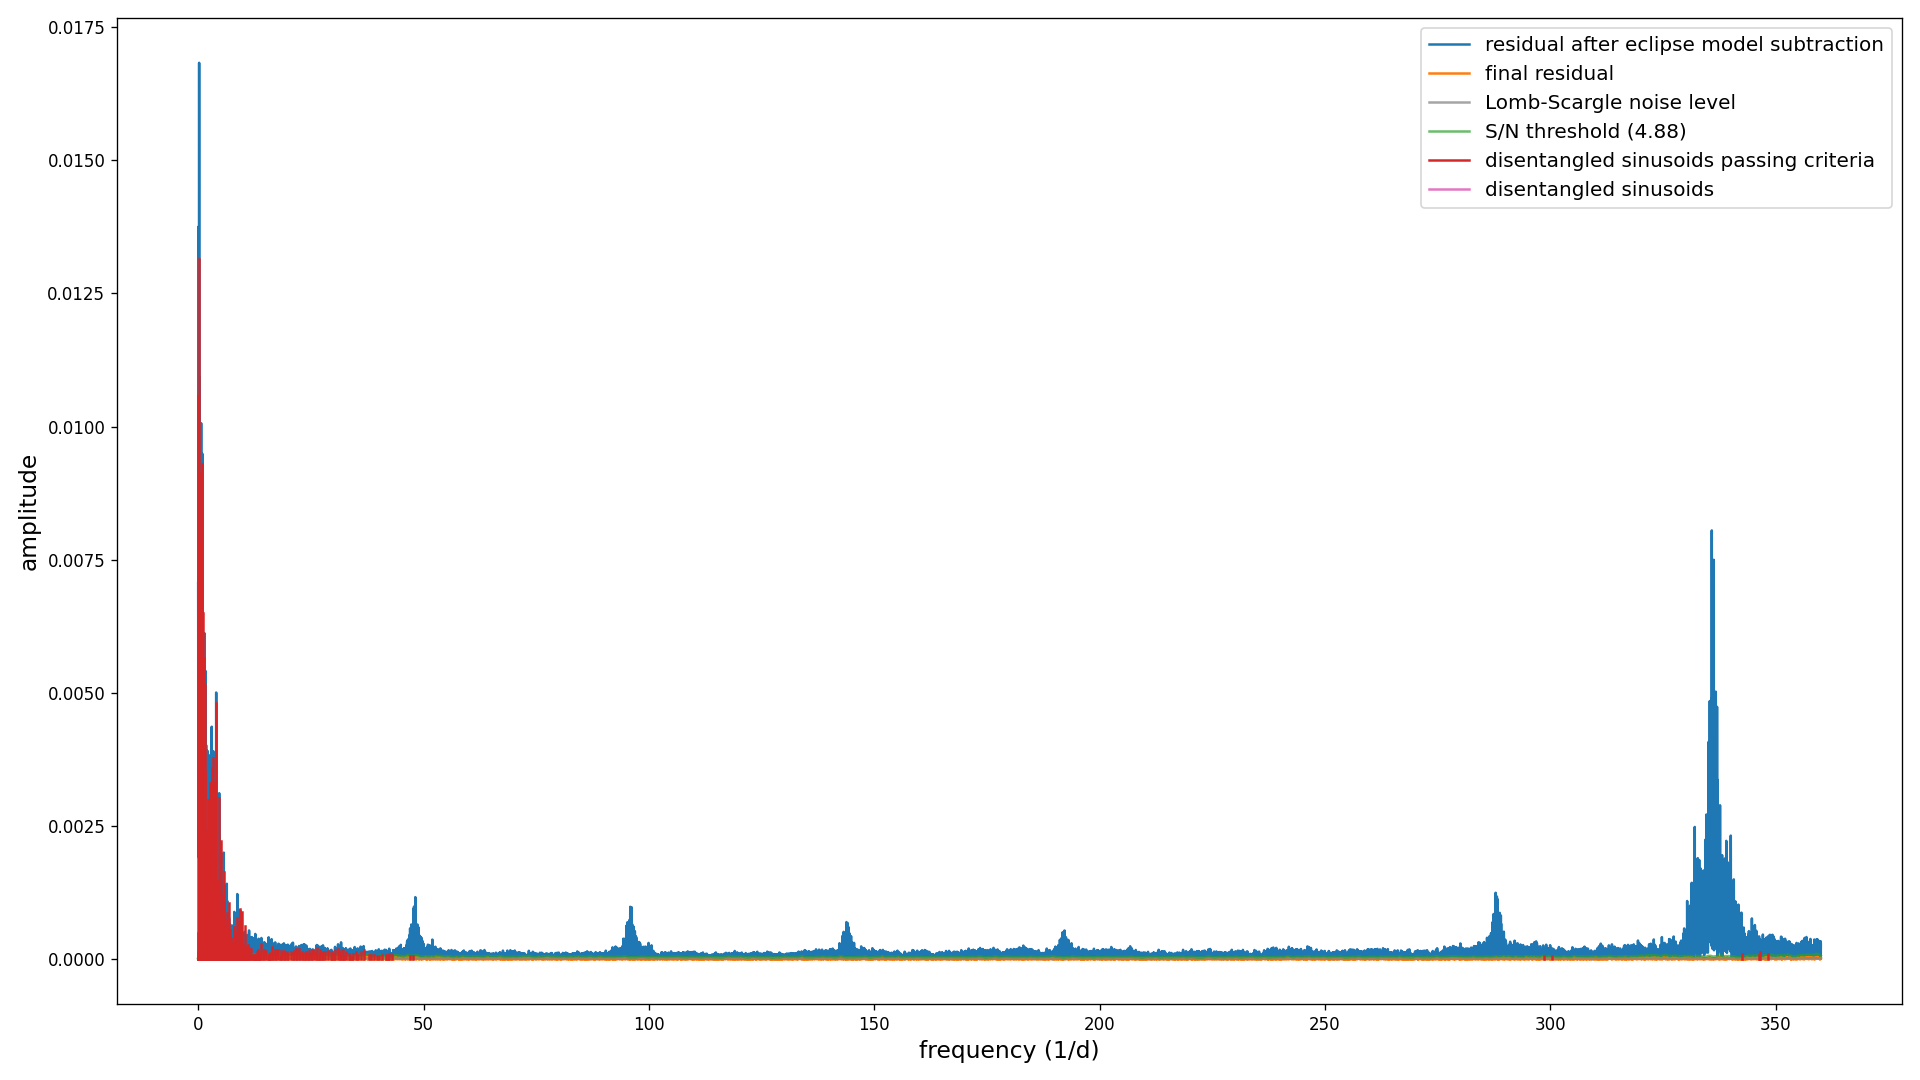 0.0175
0.0150
0.0125
0.0100
0.0075
0.0050
0.0025
0.0000
amplitude
residual after eclipse model subtraction
final residual
Lomb-Scargle noise level
S/N threshold (4.88)
disentangled sinusoids passing criteria
disentangled sinusoids
0 50 100 150 200 250 300 350
frequency (1/d)